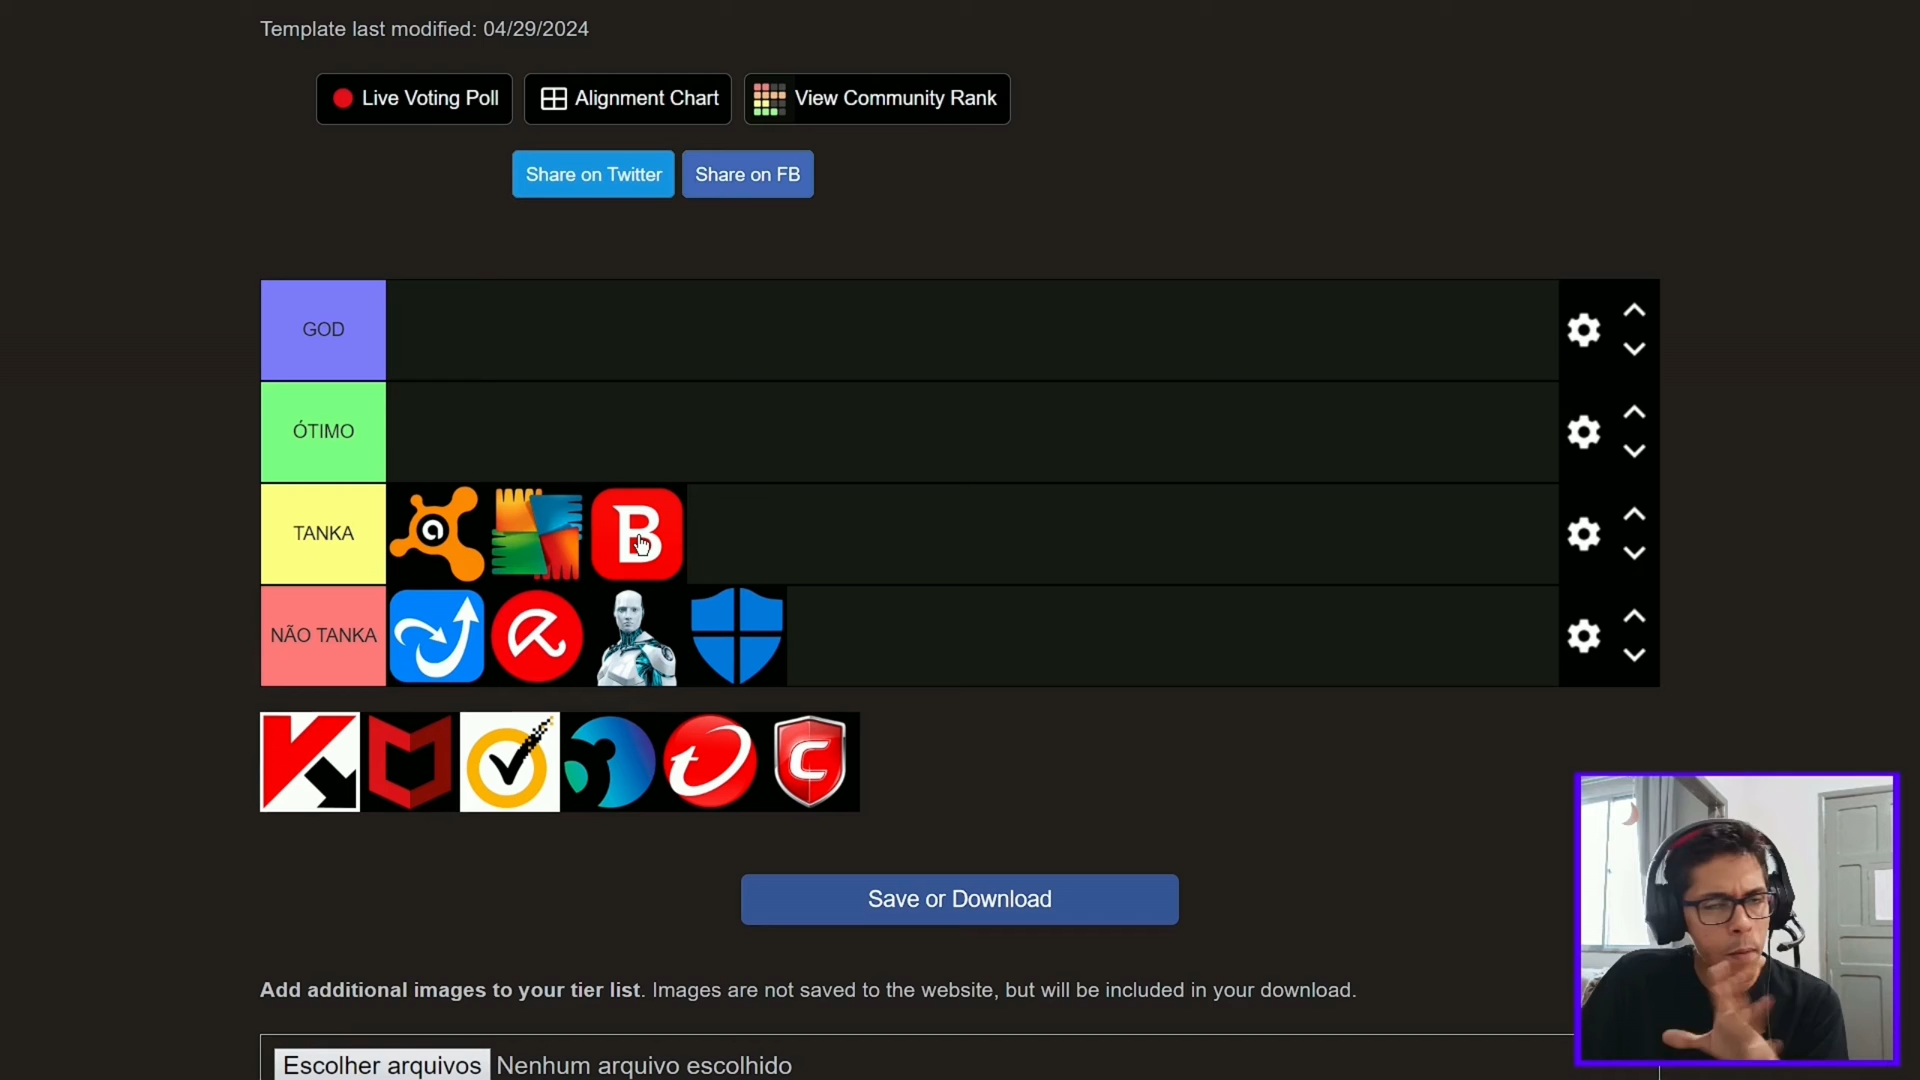 Template last modified: 04/29/2024
Live Voting Poll
Alignment Chart
View Community Rank
Share on Twitter
Share on FB
GOD
ÓTIMO
TANKA
a
B
NÃO TANKA
Save or Download
Add additional images to your tier list. Images are not saved to the website, but will be included in your download.
Escolher arquivos Nenhum arquivo escolhido